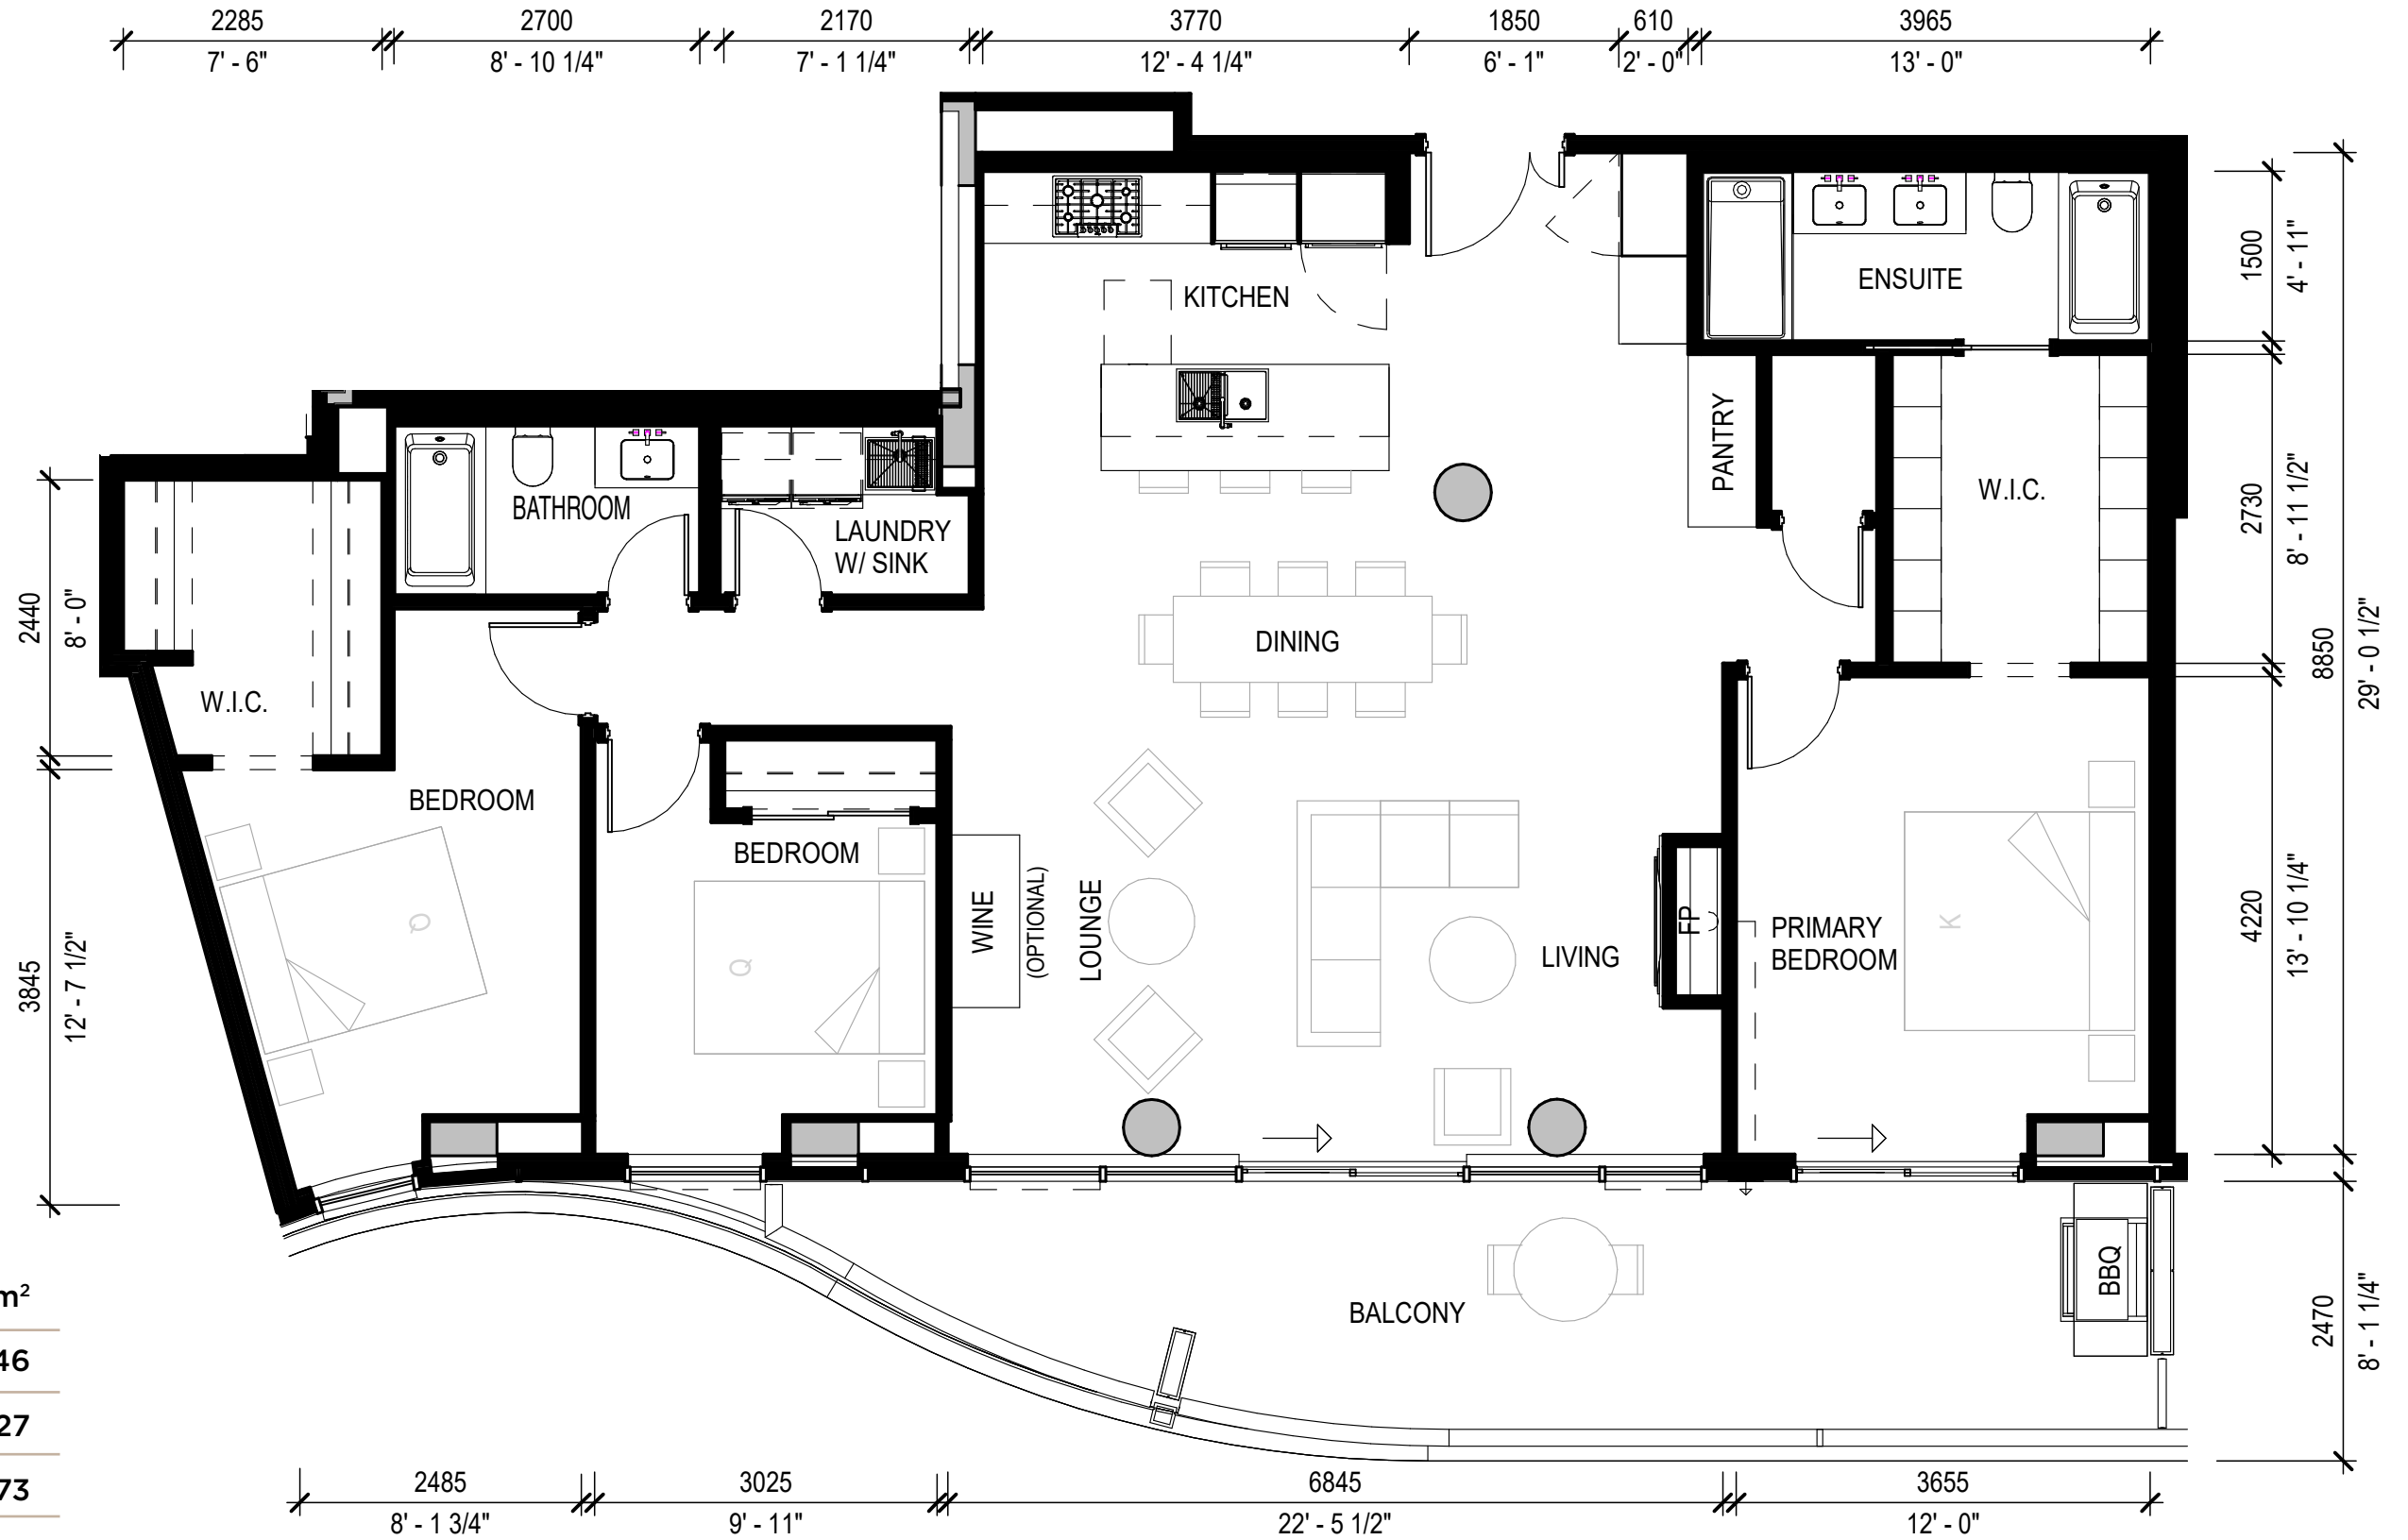 2285 2700 2170 3770 1850 610 3965
7' - 6" 8' - 10 1/4" 7' - 1 1/4" 12' - 4 1/4" 6' - 1" 2' - 0" 13' - 0"
KITCHEN
ENSUITE
1500
4' - 11"
PANTRY
W.I.C.
2730
8' - 11 1/2"
BATHROOM
LAUNDRY
W/ SINK
2440
8' - 0"
DINING
8850
29' - 0 1/2"
W.I.C.
BEDROOM
BEDROOM
Q
Q
WINE
(OPTIONAL)
LOUNGE
LIVING
FP
PRIMARY
BEDROOM
K
4220
13' - 10 1/4"
3845
12' - 7 1/2"
BALCONY
BBQ
2470
8' - 1 1/4"
m²
46
27
73
2485 3025 6845 3655
8' - 1 3/4" 9' - 11" 22' - 5 1/2" 12' - 0"